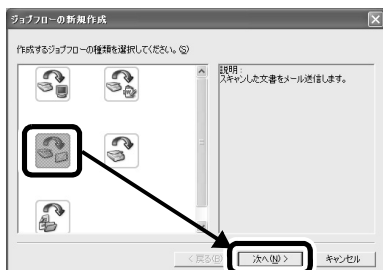 ジョブフローの新規作成
作成するジョブフローの種類を選択してください。(S)
説明:
スキャンした文書をメール送信します。
< 戻る(B)
次へ(N) >
キャンセル